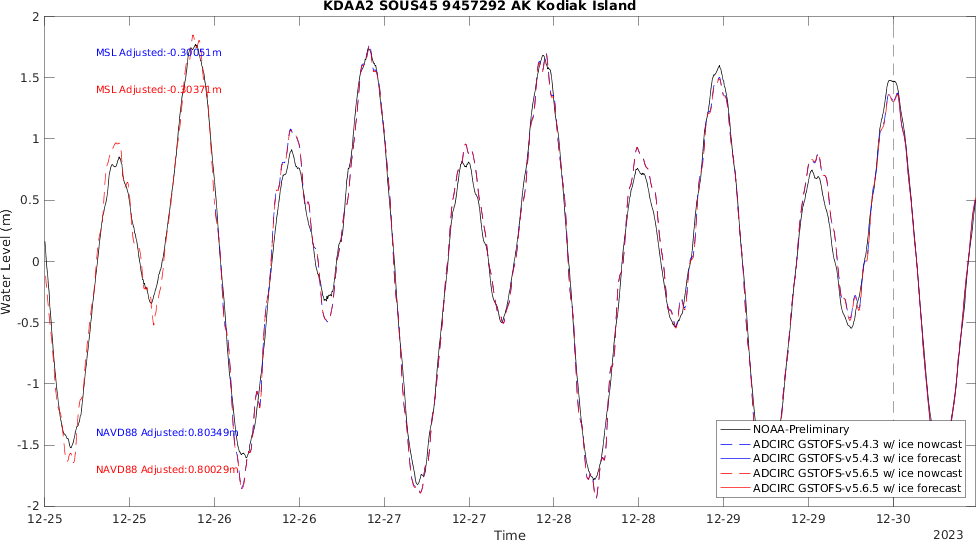 KDAA2 SOUS45 9457292 AK Kodiak Island
2
1.5
1
0.5
0
-0.5
-1
-1.5
-2
Water Level (m)
MSL Adjusted:-0.30051m
MSL Adjusted:-0.30371m
NAVD88 Adjusted:0.80349m
NAVD88 Adjusted:0.80029m
NOAA-Preliminary
ADCIRC GSTOFS-v5.4.3 w/ ice nowcast
ADCIRC GSTOFS-v5.4.3 w/ ice forecast
ADCIRC GSTOFS-v5.6.5 w/ ice nowcast
ADCIRC GSTOFS-v5.6.5 w/ ice forecast
12-25 12-25 12-26 12-26 12-27 12-27 12-28 12-28 12-29 12-29 12-30
Time
2023